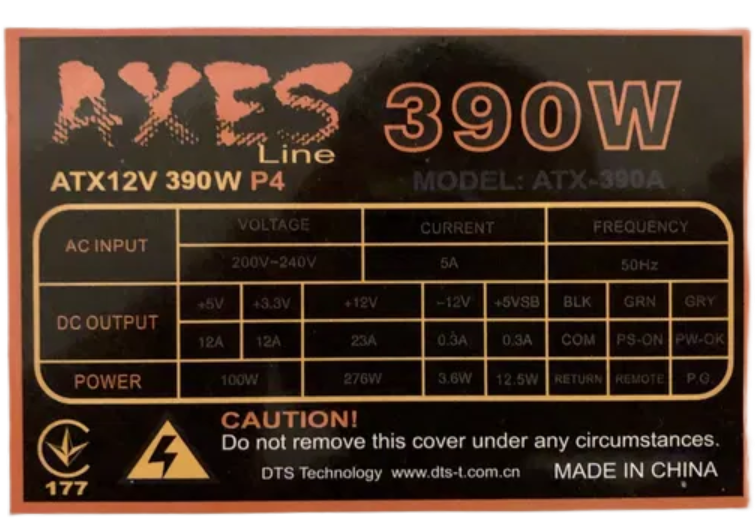 AXES
Line
390W
ATX12V 390W P4
MODEL: ATX-390A
AC INPUT
VOLTAGE CURRENT FREQUENCY
200V~240V 5A 50Hz
DC OUTPUT
+5V +3.3V +12V -12V +5VSB BLK GRN GRY
12A 12A 23A 0.3A 0.3A COM PS-ON PW-OK
POWER 100W 276W 3.6W 12.5W RETURN REMOTE P.G.
CAUTION!
Do not remove this cover under any circumstances.
DTS Technology www.dts-t.com.cn MADE IN CHINA
177